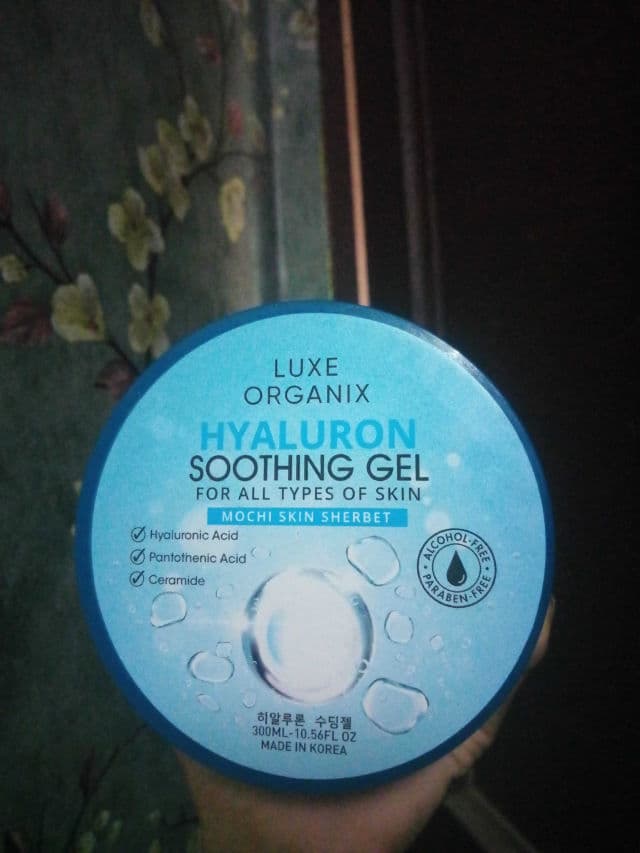 LUXE
ORGANIX
HYALURON
SOOTHING GEL
FOR ALL TYPES OF SKIN
MOCHI SKIN SHERBET
Hyaluronic Acid
Pantothenic Acid
Ceramide
ALCOHOL-FREE
PARABEN-FREE
히알루론 수딩젤
300ML-10.56FL OZ
MADE IN KOREA